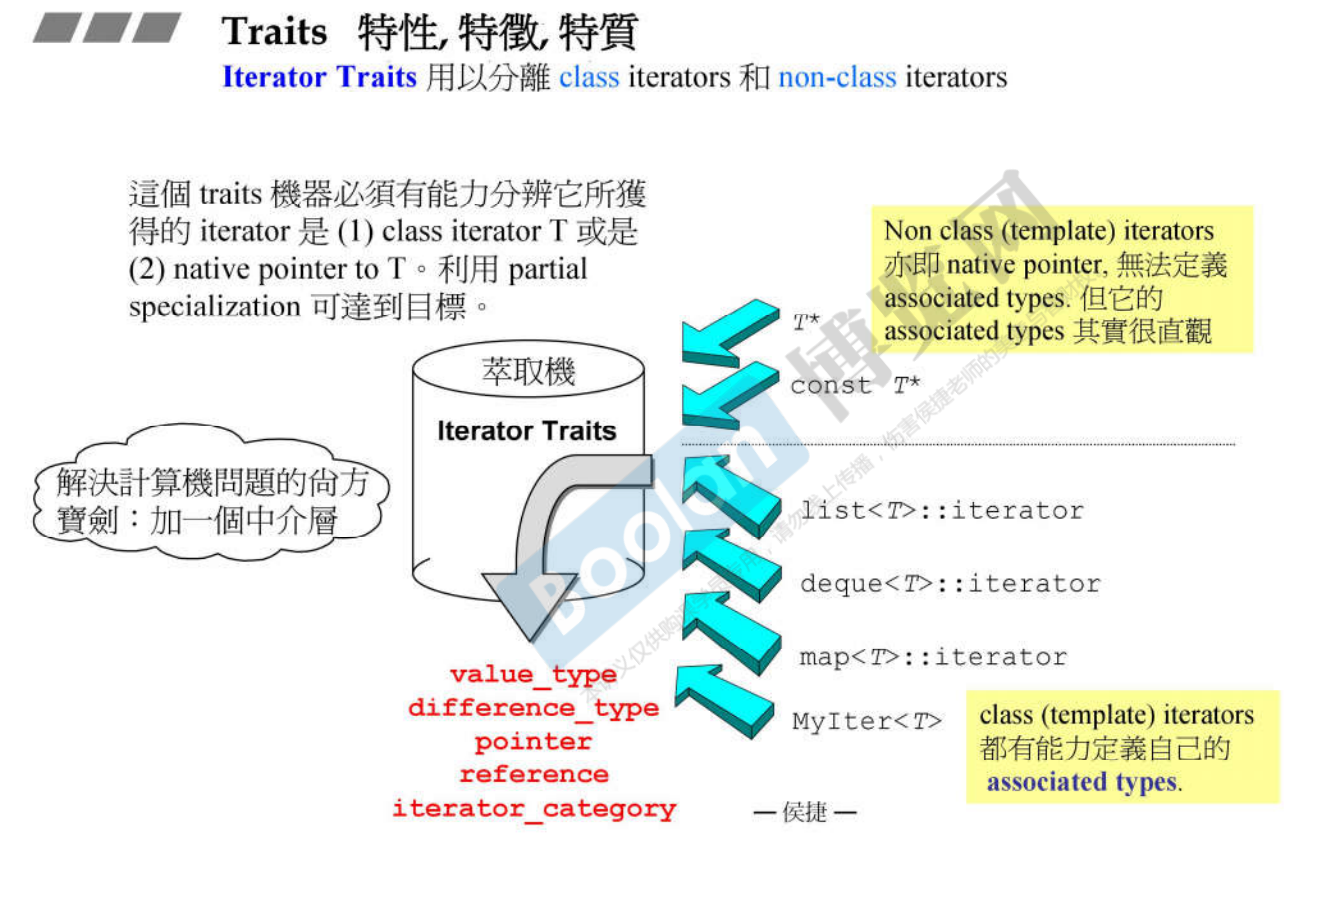 Traits 特性, 特徵, 特質
Iterator Traits 用以分離 class iterators 和 non-class iterators
這個 traits 機器必須有能力分辨它所獲
得的 iterator 是 (1) class iterator T 或是
(2) native pointer to T。利用 partial
specialization 可達到目標。
Non class (template) iterators
亦即 native pointer, 無法定義
associated types. 但它的
associated types 其實很直觀
T*
const T*
萃取機
Iterator Traits
解決計算機問題的尚方
寶劍：加一個中介層
list<T>::iterator
deque<T>::iterator
map<T>::iterator
MyIter<T>
value_type
difference_type
pointer
reference
iterator_category
class (template) iterators
都有能力定義自己的
associated types.
— 侯捷 —
Boolan 博览网